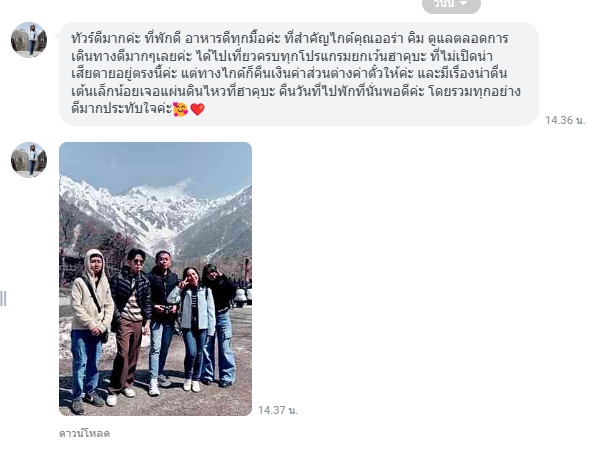 วันนี้
ทัวร์ดีมากค่ะ ที่พักดี อาหารดีทุกมื้อค่ะ ที่สำคัญไกด์คุณออร่า คิม ดูแลตลอดการ
เดินทางดีมากๆเลยค่ะ ได้ไปเที่ยวครบทุกโปรแกรมยกเว้นฮาคุบะ ที่ไม่เปิดน่า
เสียดายอยู่ตรงนี้ค่ะ แต่ทางไกด์ก็คืนเงินค่าส่วนต่างค่าตั๋วให้ค่ะ และมีเรื่องน่าตื่น
เต้นเล็กน้อยเจอแผ่นดินไหวที่ฮาคุบะ คืนวันที่ไปพักที่นั่นพอดีค่ะ โดยรวมทุกอย่าง
ดีมากประทับใจค่ะ🥰❤️
14.36 น.
14.37 น.
ดาวน์โหลด